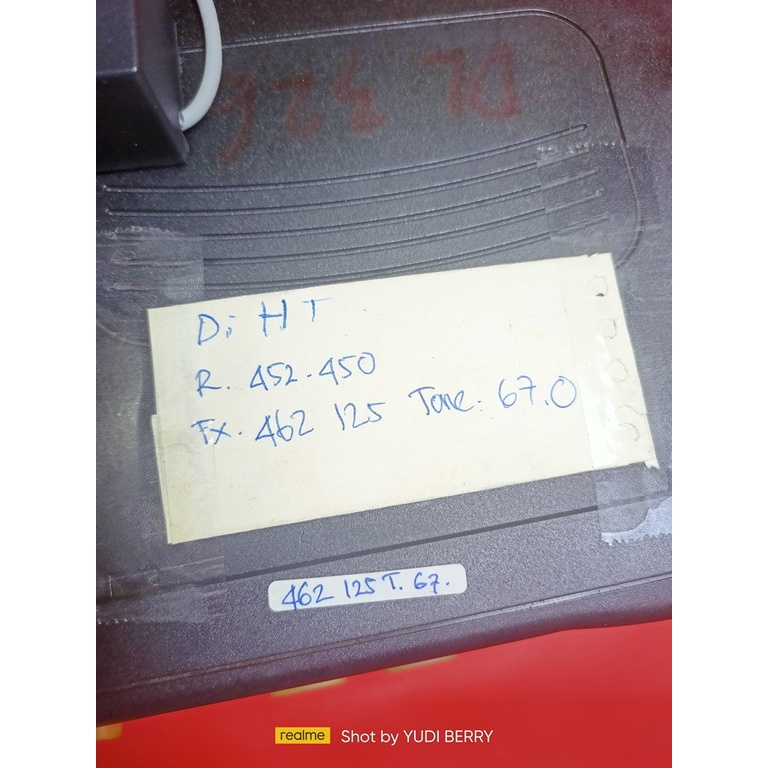 DL 326
Di HT
R. 452.450
TX. 462 125 Tone: 67.0
462 125 T. 67.
realme Shot by YUDI BERRY